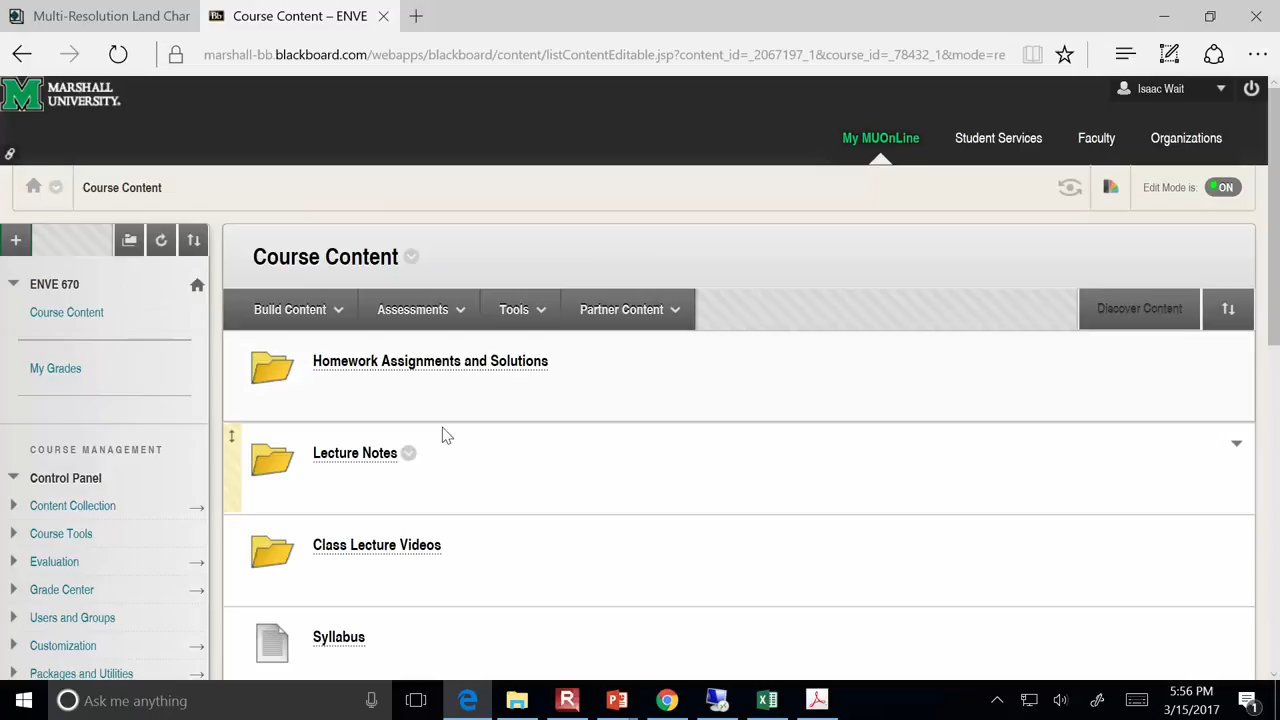 Multi-Resolution Land Char
Bb Course Content – ENVE
marshall-bb.blackboard.com/webapps/blackboard/content/listContentEditable.jsp?content_id=_2067197_1&course_id=_78432_1&mode=re
M MARSHALL
UNIVERSITY.
Isaac Wait
My MUOnLine Student Services Faculty Organizations
Course Content
Edit Mode is: ON
Course Content
ENVE 670
Course Content
My Grades
COURSE MANAGEMENT
Control Panel
Content Collection
Course Tools
Evaluation
Grade Center
Users and Groups
Customization
Packages and Utilities
Build Content Assessments Tools Partner Content Discover Content
Homework Assignments and Solutions
Lecture Notes
Class Lecture Videos
Syllabus
Ask me anything
5:56 PM
3/15/2017
1